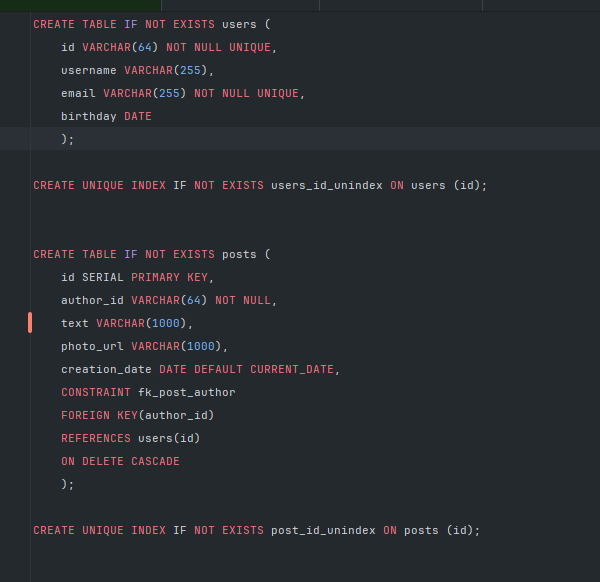 CREATE TABLE IF NOT EXISTS users (
    id VARCHAR(64) NOT NULL UNIQUE,
    username VARCHAR(255),
    email VARCHAR(255) NOT NULL UNIQUE,
    birthday DATE
    );
CREATE UNIQUE INDEX IF NOT EXISTS users_id_unindex ON users (id);
CREATE TABLE IF NOT EXISTS posts (
    id SERIAL PRIMARY KEY,
    author_id VARCHAR(64) NOT NULL,
    text VARCHAR(1000),
    photo_url VARCHAR(1000),
    creation_date DATE DEFAULT CURRENT_DATE,
    CONSTRAINT fk_post_author
    FOREIGN KEY(author_id)
    REFERENCES users(id)
    ON DELETE CASCADE
    );
CREATE UNIQUE INDEX IF NOT EXISTS post_id_unindex ON posts (id);